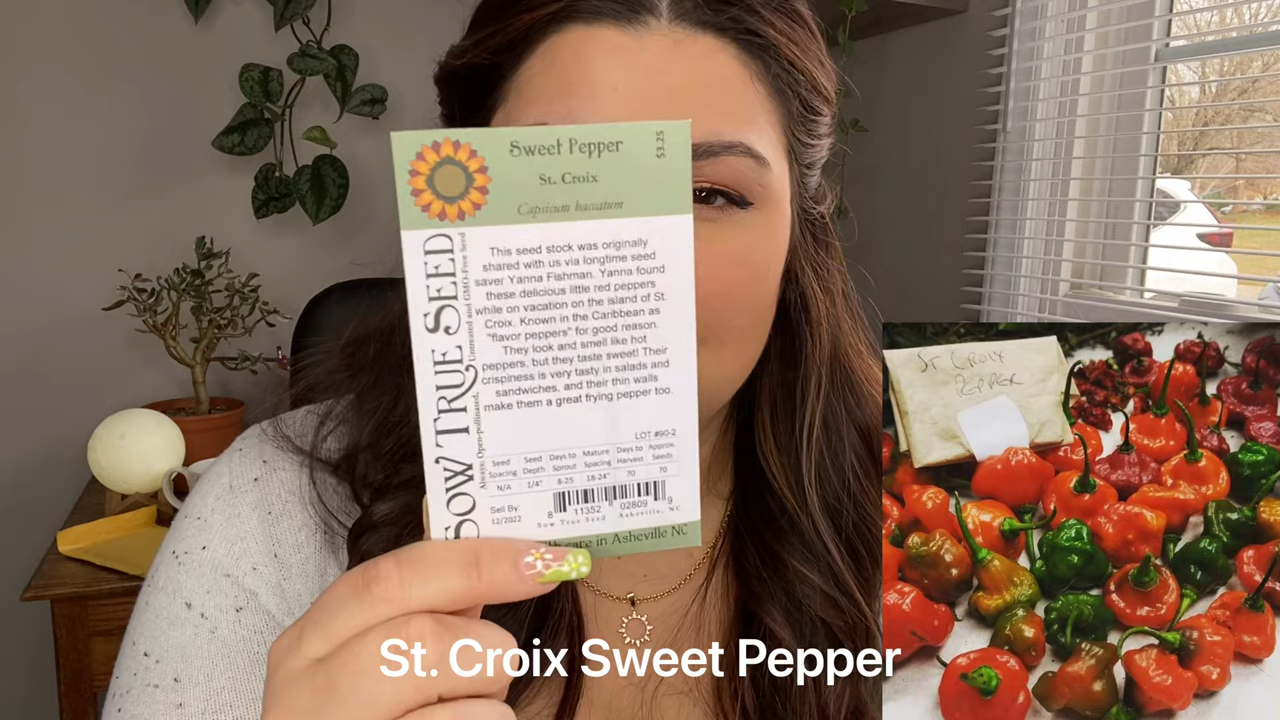 Sweet Pepper
$3.25
St. Croix
Capsicum baccatum
SOW TRUE SEED
Always: Open-pollinated, Untreated and GMO-Free Seed
This seed stock was originally
shared with us via longtime seed
saver Yanna Fishman. Yanna found
these delicious little red peppers
while on vacation on the island of St.
Croix. Known in the Caribbean as
"flavor peppers" for good reason.
They look and smell like hot
peppers, but they taste sweet! Their
crispiness is very tasty in salads and
sandwiches, and their thin walls
make them a great frying pepper too.
LOT #90-2
Seed Spacing Seed Depth Days to Sprout Mature Spacing Days to Harvest Approx. Seeds
N/A 1/4" 8-25 18-24" 70 70
Sell By:
12/2022
8 11352 02809 9
Sow True Seed Asheville, NC
care in Asheville NC
ST CROIX
PEPPER
St. Croix Sweet Pepper